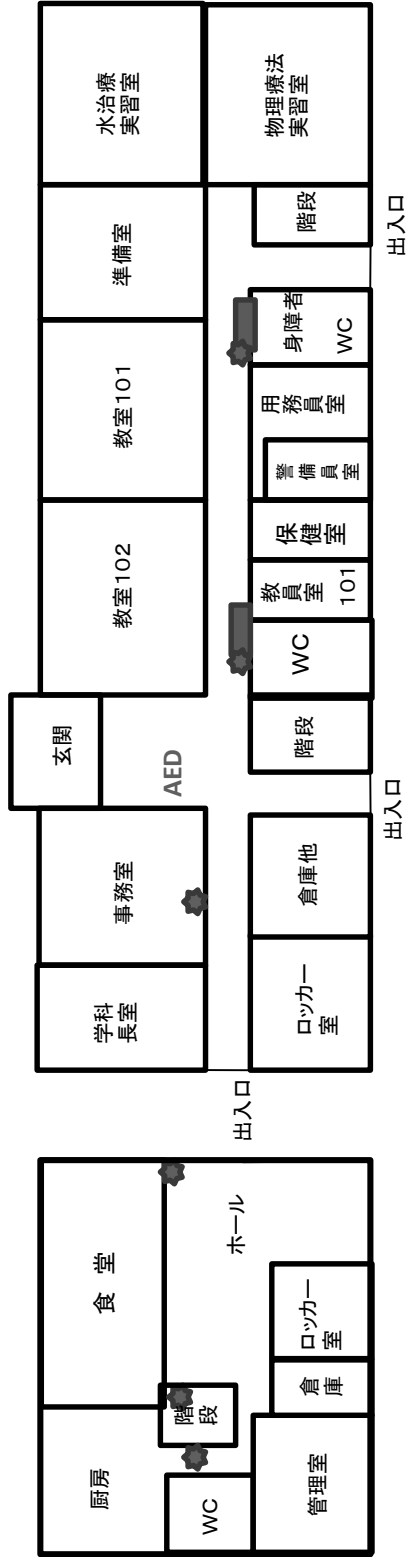 水治療
実習室
物理療法
実習室
準備室
階段
出入口
教室101
身障者
WC
用務
員室
警備
員室
教室102
保健
室
教員
室
101
WC
玄関
AED
階段
出入口
事務室
倉庫他
学科
長室
ロッカー
室
出入口
食 堂
ホール
ロッカー
室
階
段
倉
庫
厨房
WC
管理室